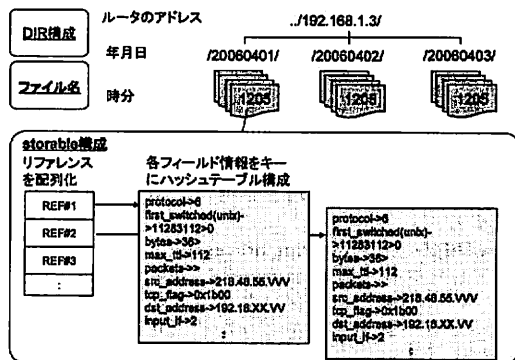 DIR構成
ルータのアドレス
../192.168.1.3/
年月日
/20060401/
/20060402/
/20060403/
ファイル名
時分
1205
1205
1205
storable構成
リファレンス
を配列化
各フィールド情報をキー
にハッシュテーブル構成
REF#1
REF#2
REF#3
:
protocol->6
first_switched(unix)-
>11283112>0
bytes->36>
max_ttl->112
packets->>
src_address->218.48.55.VVV
tcp_flag->0x1b00
dst_address->192.18.XX.VV
input_if->2
:
protocol->6
first_switched(unix)-
>11283112>0
bytes->36>
max_ttl->112
packets->>
src_address->218.48.55.VVV
tcp_flag->0x1b00
dst_address->192.18.XX.VV
input_if->2
: